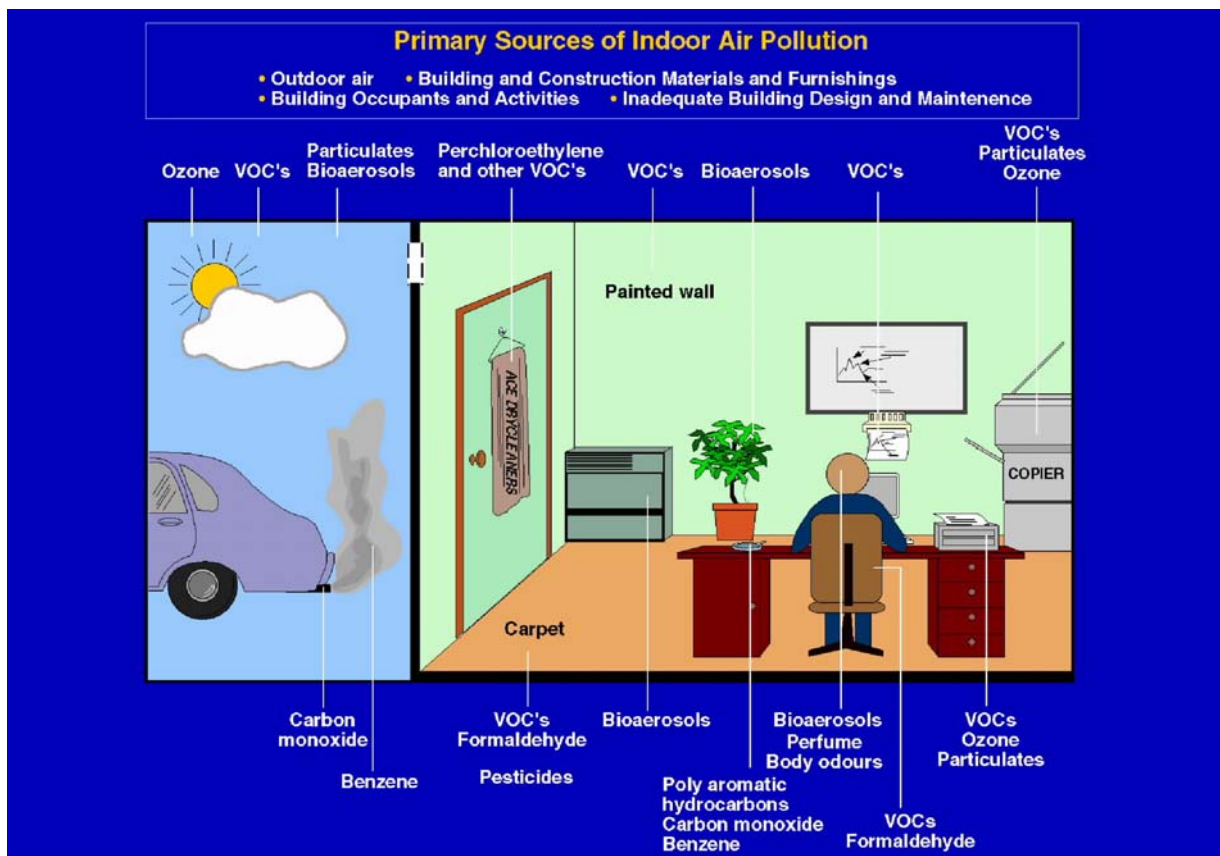 Primary Sources of Indoor Air Pollution
• Outdoor air • Building and Construction Materials and Furnishings
• Building Occupants and Activities • Inadequate Building Design and Maintenence
Ozone
VOC's
Particulates
Bioaerosols
Perchloroethylene
and other VOC's
VOC's
Bioaerosols
VOC's
VOC's
Particulates
Ozone
Painted wall
ACE DRYCLEANERS
COPIER
Carpet
Carbon
monoxide
Benzene
VOC's
Formaldehyde
Pesticides
Bioaerosols
Poly aromatic
hydrocarbons
Carbon monoxide
Benzene
Bioaerosols
Perfume
Body odours
VOCs
Formaldehyde
VOCs
Ozone
Particulates